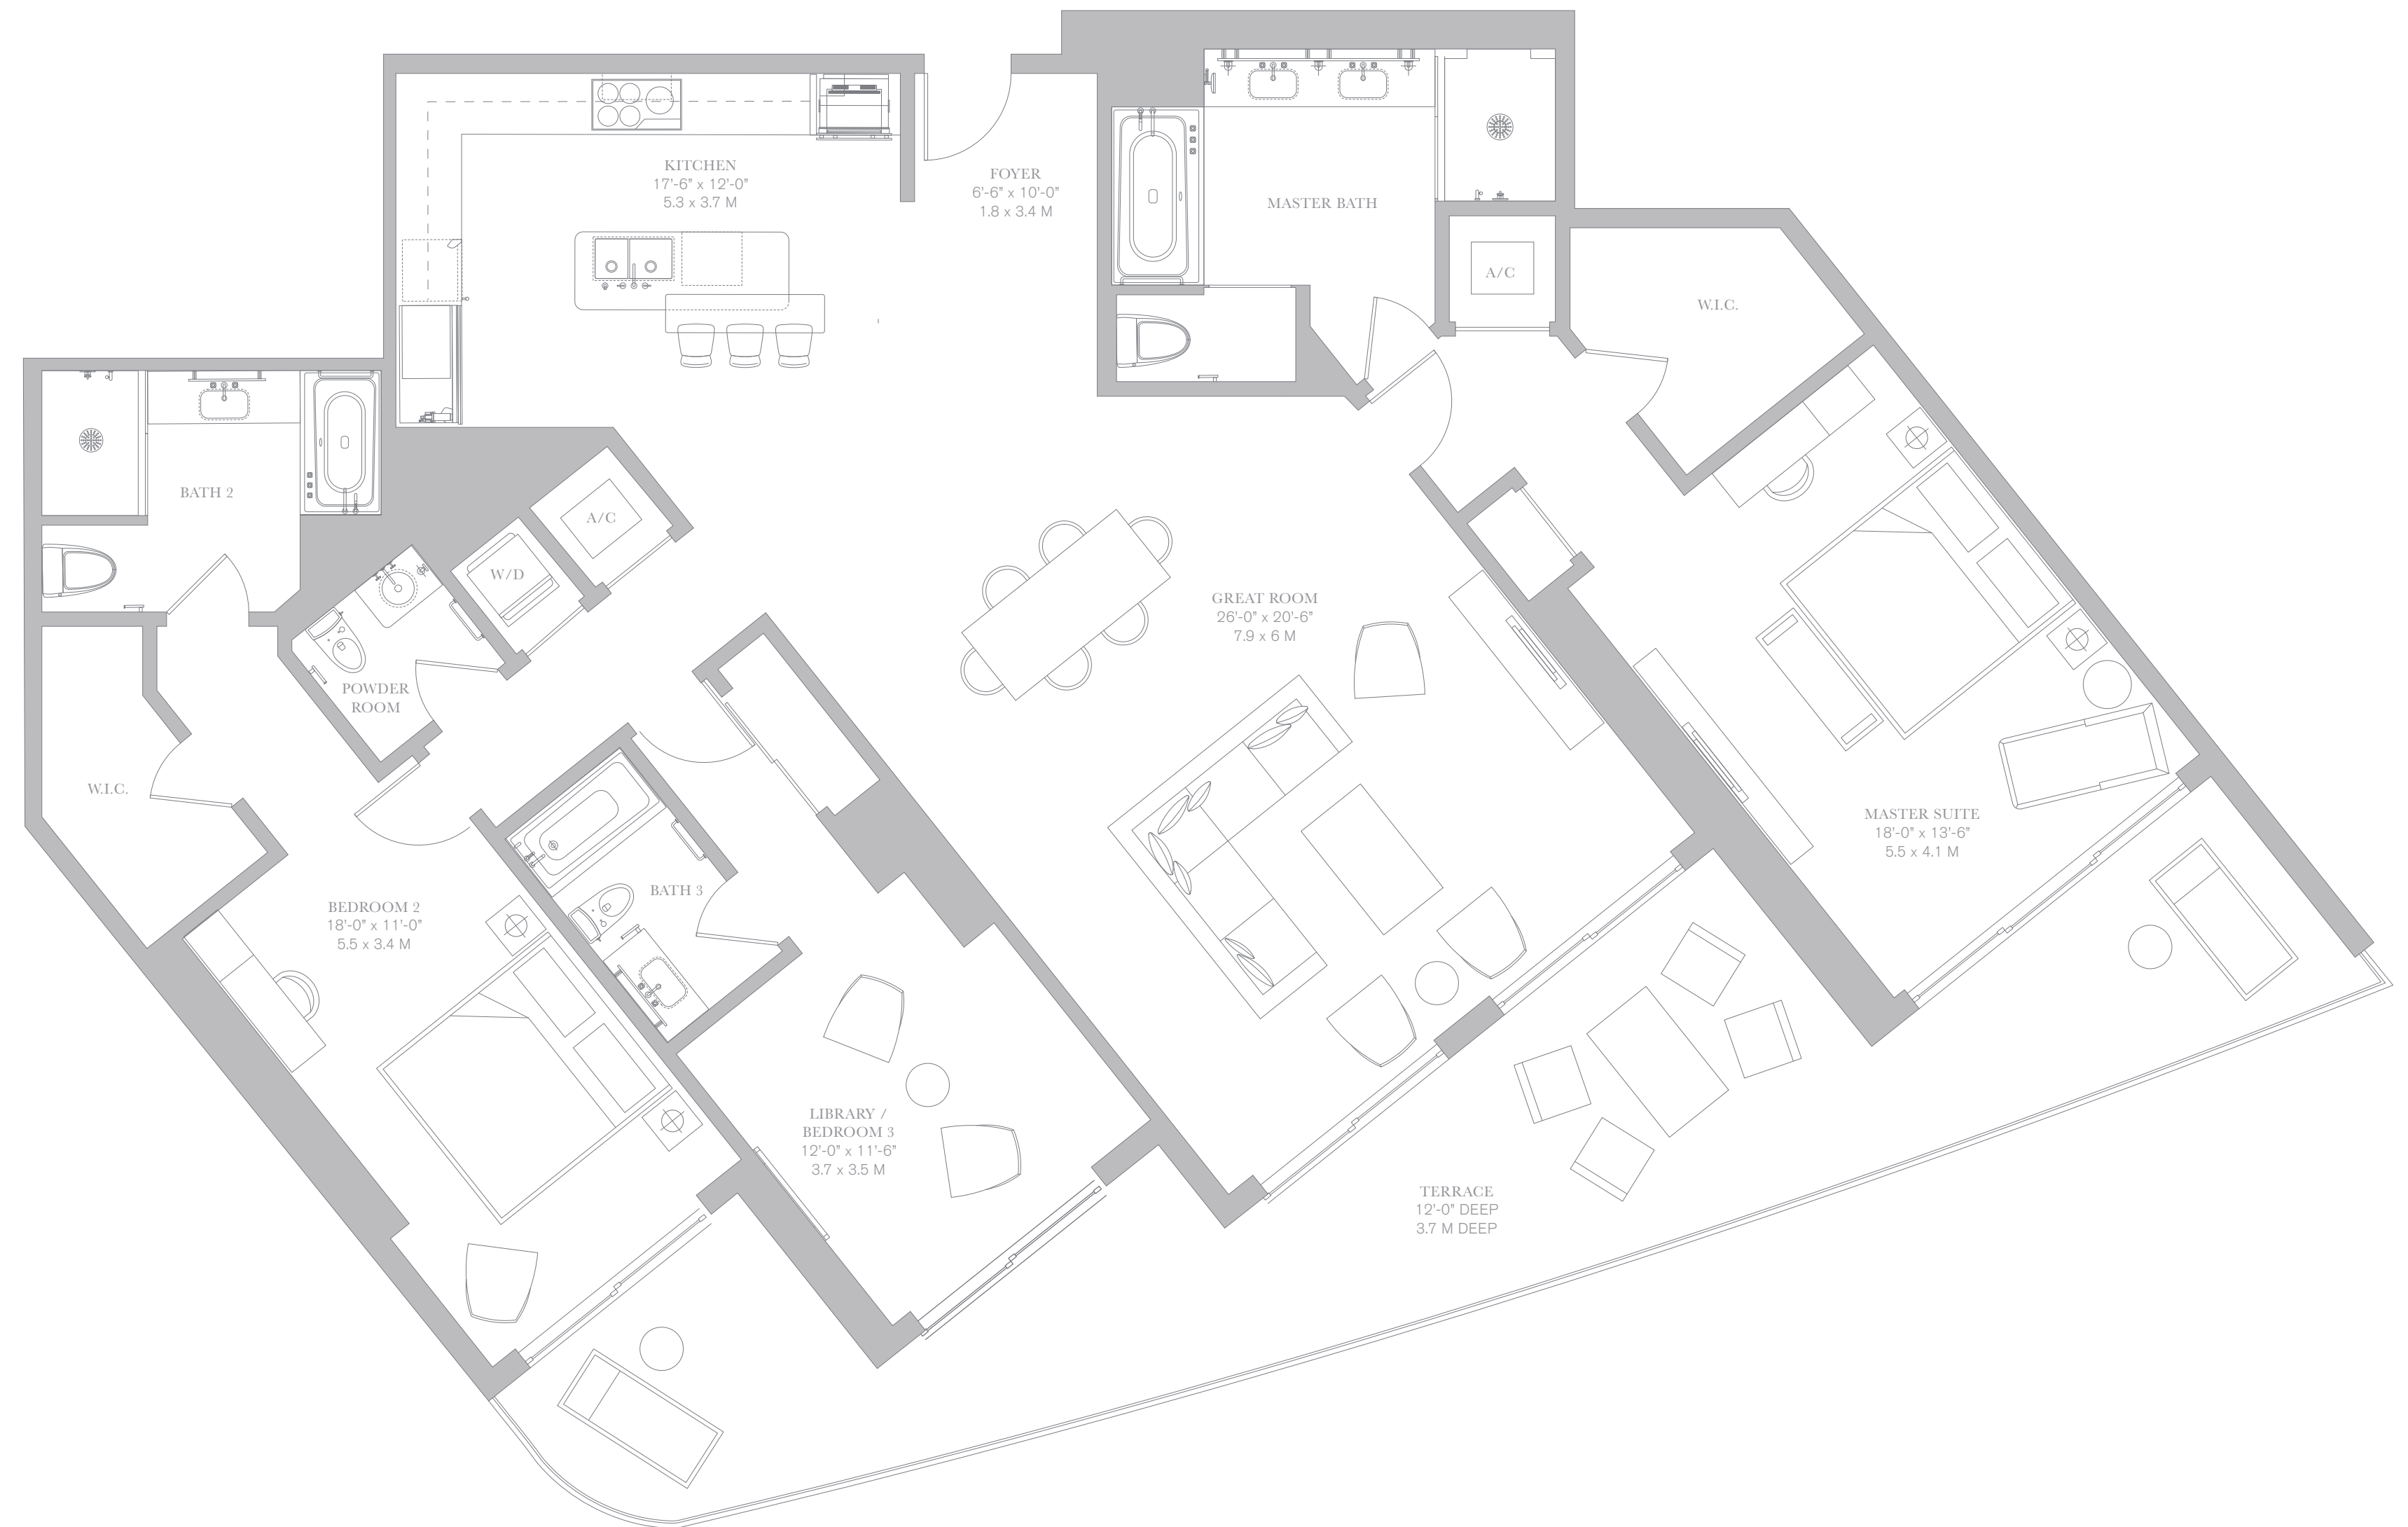 KITCHEN
17'-6" x 12'-0"
5.3 x 3.7 M
FOYER
6'-6" x 10'-0"
1.8 x 3.4 M
MASTER BATH
A/C
W.I.C.
BATH 2
A/C
W/D
POWDER
ROOM
GREAT ROOM
26'-0" x 20'-6"
7.9 x 6 M
W.I.C.
MASTER SUITE
18'-0" x 13'-6"
5.5 x 4.1 M
BATH 3
BEDROOM 2
18'-0" x 11'-0"
5.5 x 3.4 M
LIBRARY /
BEDROOM 3
12'-0" x 11'-6"
3.7 x 3.5 M
TERRACE
12'-0" DEEP
3.7 M DEEP